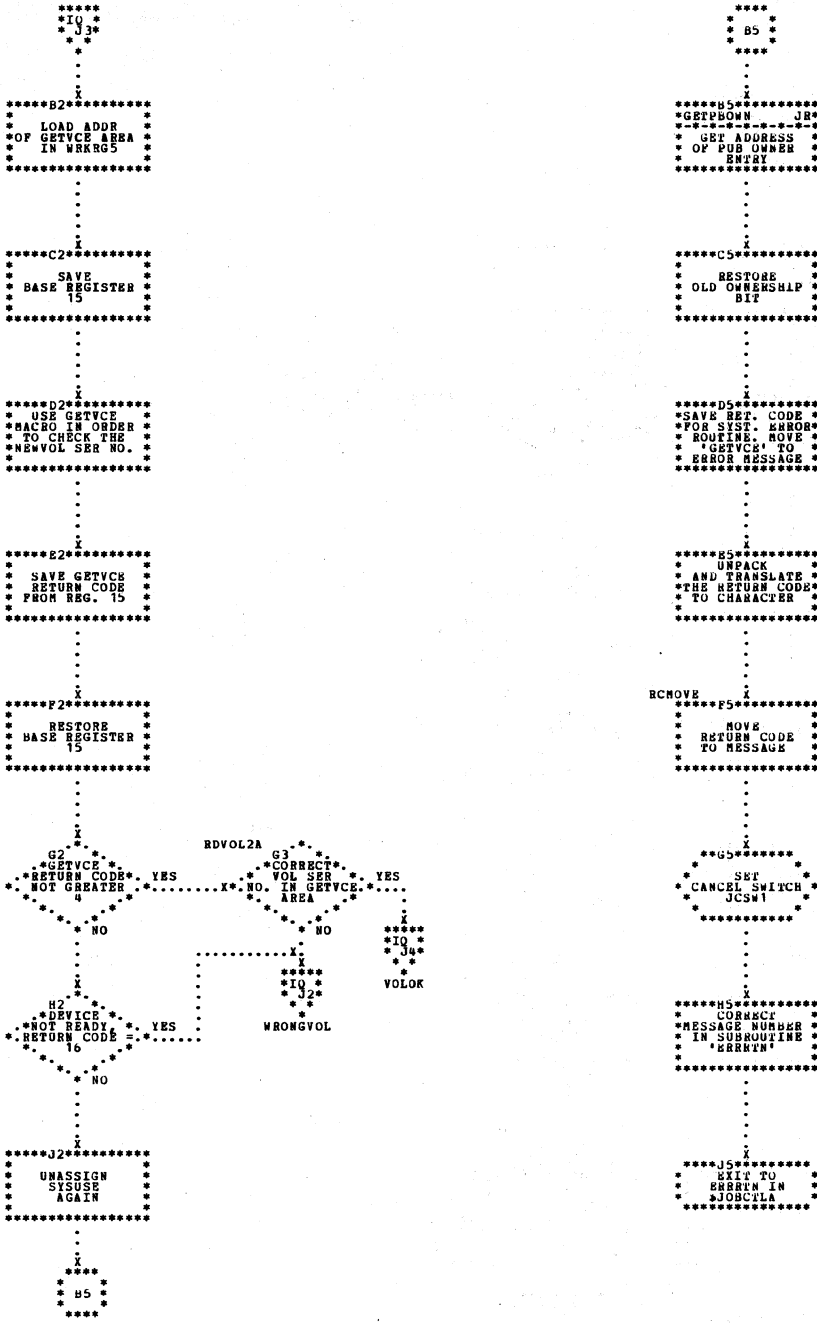 IQ
J3
B2
LOAD ADDR
OF GETVCE AREA
IN WRKRG5
C2
SAVE
BASE REGISTER
15
D2
USE GETVCE
MACRO IN ORDER
TO CHECK THE
NEWVOL SER NO.
E2
SAVE GETVCE
RETURN CODE
FROM REG. 15
F2
RESTORE
BASE REGISTER
15
G2
GETVCE
RETURN CODE
NOT GREATER
4
YES
NO
RDVOL2A
G3
CORRECT
VOL SER
NO. IN GETVCE
AREA
YES
NO
IQ
J4
VOLOK
IQ
J2
WRONGVOL
H2
DEVICE
NOT READY,
RETURN CODE =
16
YES
NO
J2
UNASSIGN
SYSUSE
AGAIN
B5
B5
B5
GETPBOWN JR
GET ADDRESS
OF PUB OWNER
ENTRY
C5
RESTORE
OLD OWNERSHIP
BIT
D5
SAVE RET. CODE
FOR SYST. ERROR
ROUTINE. MOVE
'GETVCE' TO
ERROR MESSAGE
E5
UNPACK
AND TRANSLATE
THE RETURN CODE
TO CHARACTER
RCMOVE
F5
MOVE
RETURN CODE
TO MESSAGE
G5
SET
CANCEL SWITCH
JCSW1
H5
CORRECT
MESSAGE NUMBER
IN SUBROUTINE
'ERRRTN'
J5
EXIT TO
ERRRTN IN
$JOBCTLA